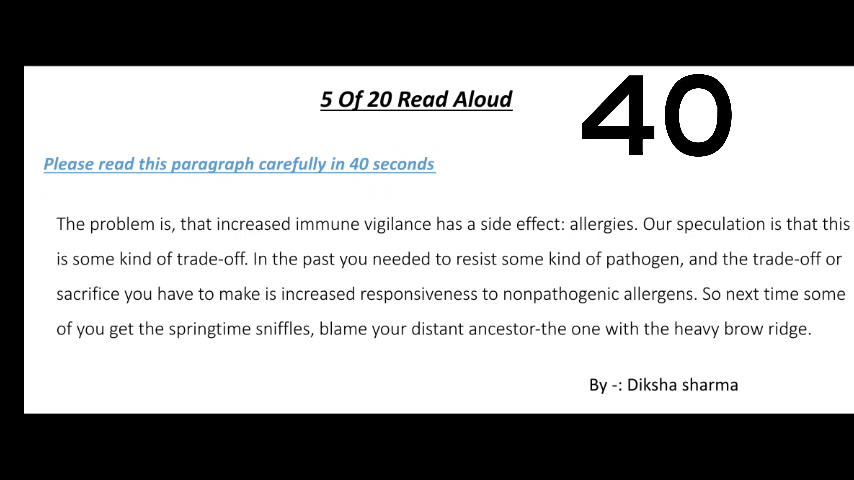 5 Of 20 Read Aloud
40
Please read this paragraph carefully in 40 seconds
The problem is, that increased immune vigilance has a side effect: allergies. Our speculation is that this
is some kind of trade-off. In the past you needed to resist some kind of pathogen, and the trade-off or
sacrifice you have to make is increased responsiveness to nonpathogenic allergens. So next time some
of you get the springtime sniffles, blame your distant ancestor-the one with the heavy brow ridge.
By -: Diksha sharma